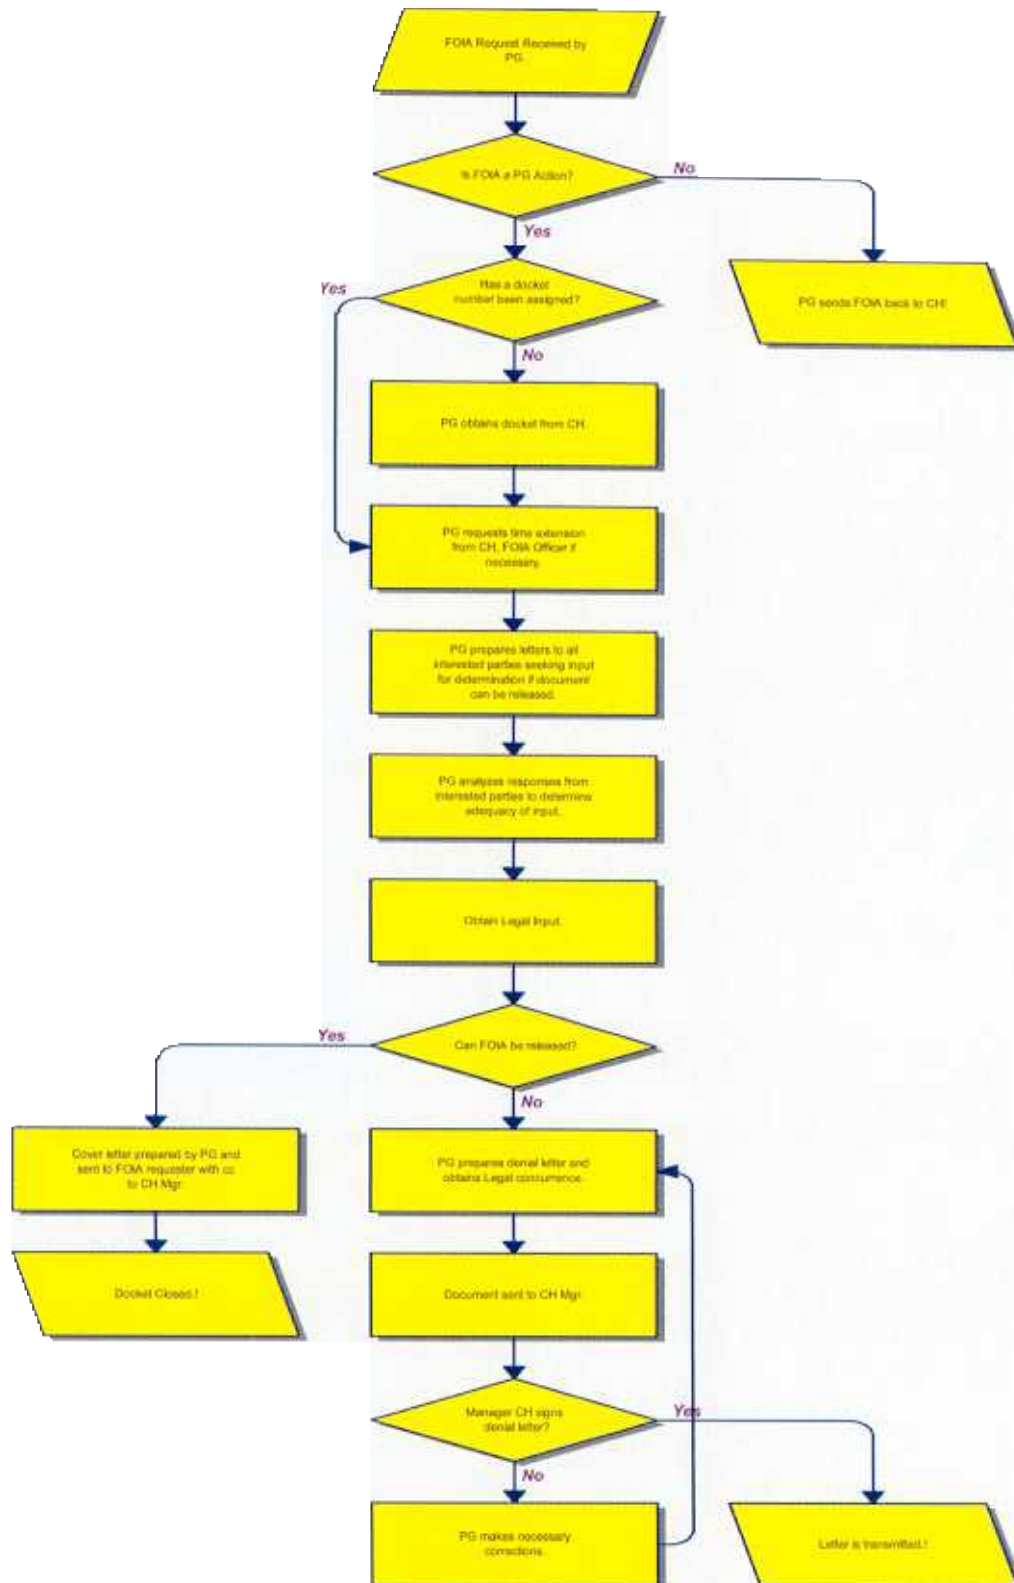 FOIA Request Received by
PG.
Is FOIA a PG Action?
No
Yes
PG sends FOIA back to CH!
Has a docket
number been assigned?
Yes
No
PG obtains docket from CH.
PG requests time extension
from CH, FOIA Officer if
necessary.
PG prepares letters to all
interested parties seeking input
for determination if document
can be released.
PG analyzes responses from
interested parties to determine
adequacy of input.
Obtain Legal Input.
Can FOIA be released?
Yes
No
Cover letter prepared by PG and
sent to FOIA requester with cc
to CH Mgr.
PG prepares denial letter and
obtains Legal concurrence.
Docket Closed.!
Document sent to CH Mgr.
Manager CH signs
denial letter?
Yes
No
PG makes necessary
corrections.
Letter is transmitted.!